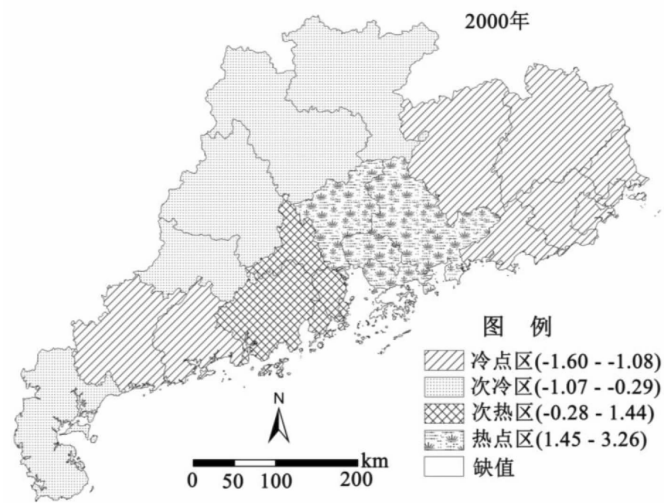 2000年
图 例
冷点区(-1.60 - -1.08)
次冷区(-1.07 - -0.29)
次热区(-0.28 - 1.44)
热点区(1.45 - 3.26)
缺值
N
km
0 50 100 200